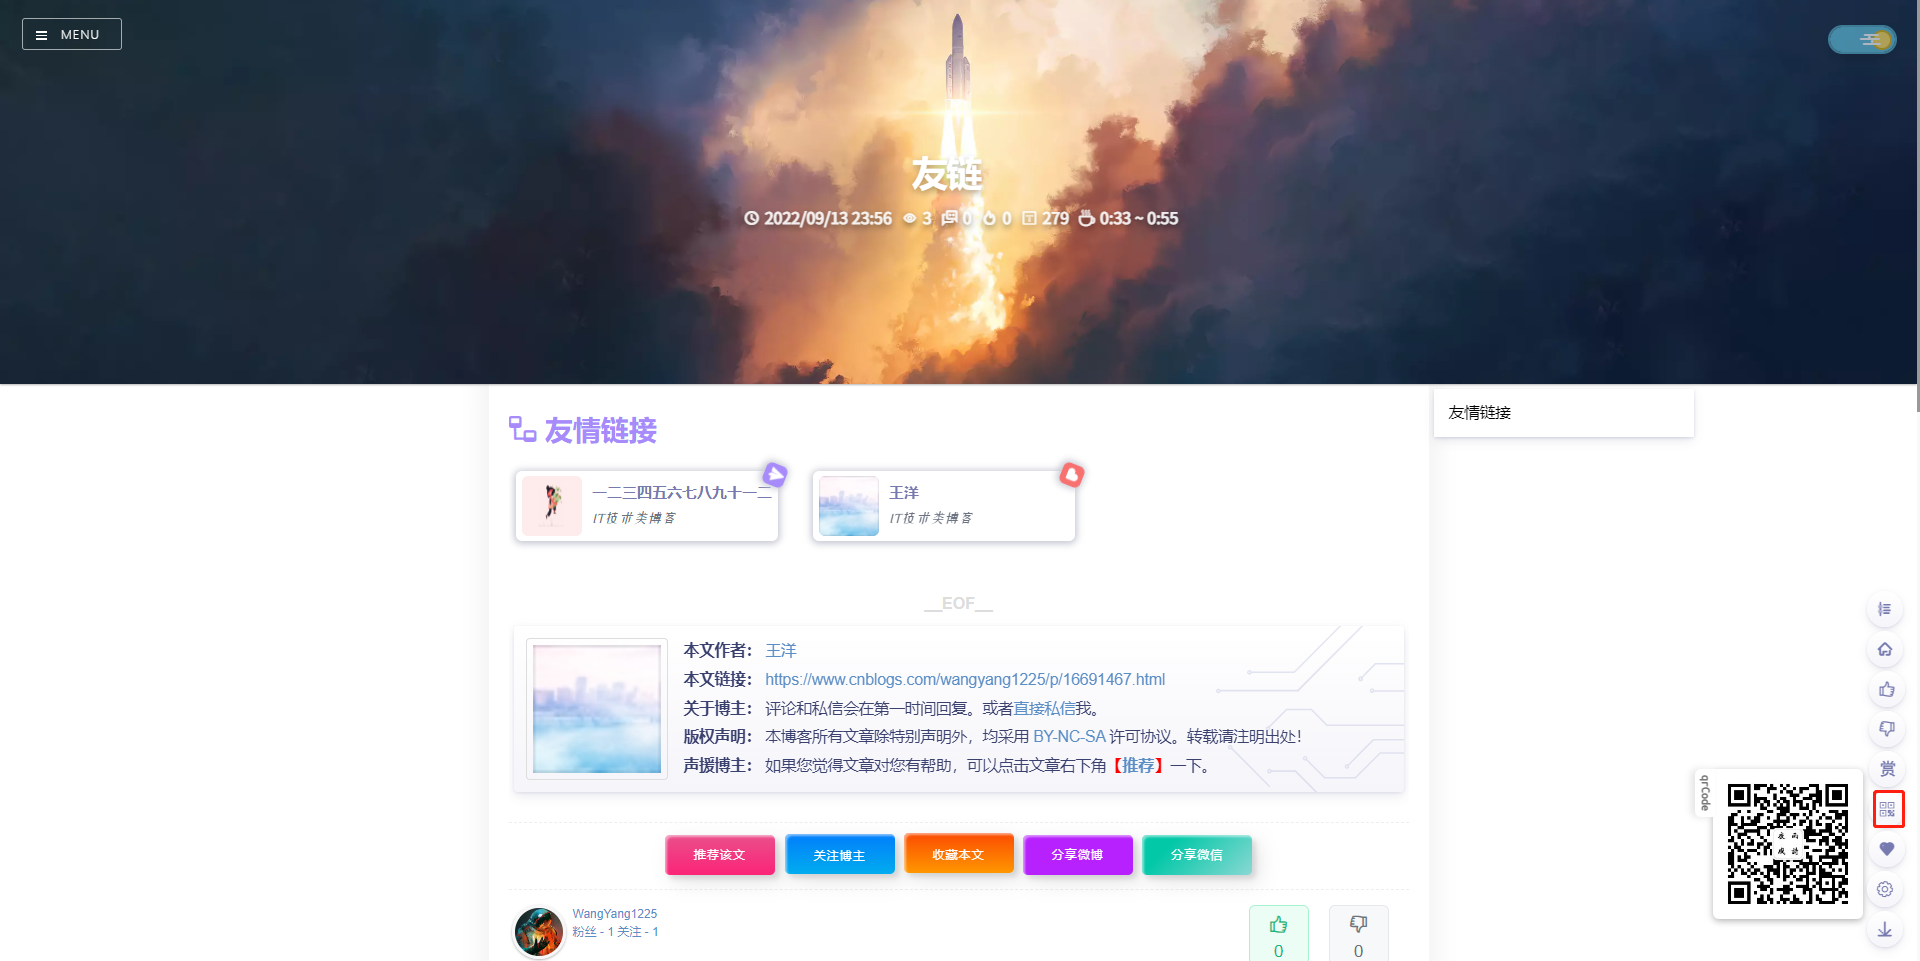 MENU
友链
2022/09/13 23:56 3 0 0 279 0:33 ~ 0:55
友情链接
友情链接
一二三四五六七八九十一二
IT技术类博客
王洋
IT技术类博客
__EOF__
本文作者： 王洋
本文链接： https://www.cnblogs.com/wangyang1225/p/16691467.html
关于博主： 评论和私信会在第一时间回复。或者直接私信我。
版权声明： 本博客所有文章除特别声明外，均采用 BY-NC-SA 许可协议。转载请注明出处！
声援博主： 如果您觉得文章对您有帮助，可以点击文章右下角【推荐】一下。
赏
qrCode
推荐该文 关注博主 收藏本文 分享微博 分享微信
WangYang1225
粉丝 - 1 关注 - 1
0 0